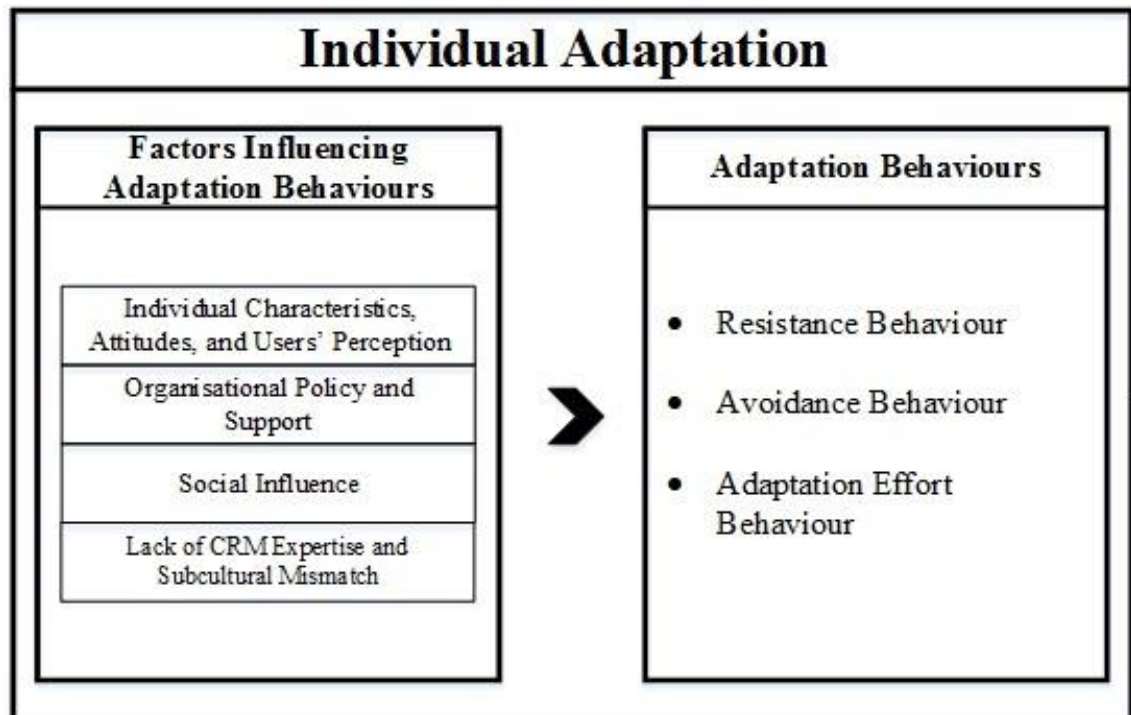 Individual Adaptation
Factors Influencing
Adaptation Behaviours
Individual Characteristics,
Attitudes, and Users’ Perception
Organisational Policy and
Support
Social Influence
Lack of CRM Expertise and
Subcultural Mismatch
Adaptation Behaviours
• Resistance Behaviour
• Avoidance Behaviour
• Adaptation Effort
Behaviour